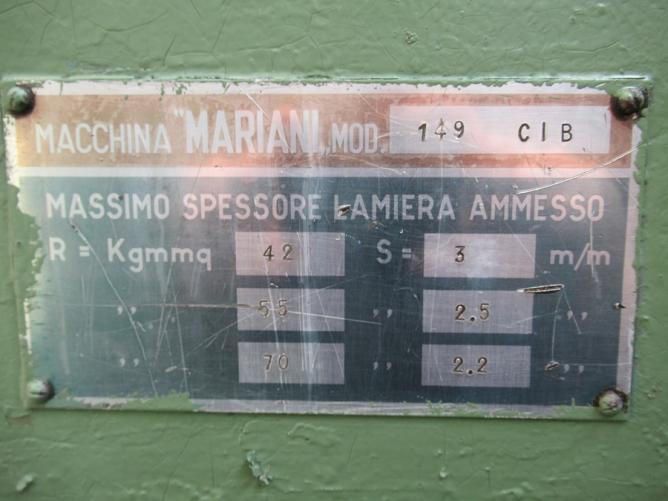 MACCHINA "MARIANI„ MOD. 149 CIB
MASSIMO SPESSORE LAMIERA AMMESSO
R = Kgmmq 42 S = 3 m/m
,, 55 ,, 2.5 ,,
,, 70 ,, 2.2 ,,